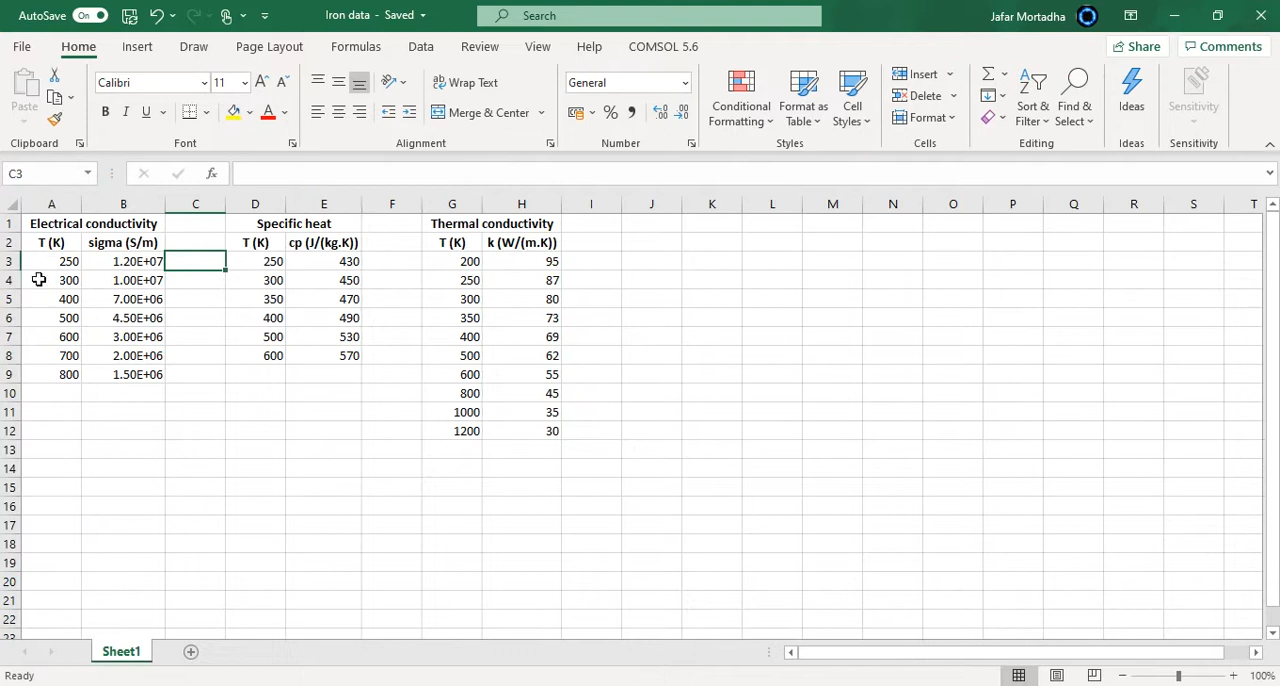 AutoSave On Iron data - Saved Search Jafar Mortadha
File Home Insert Draw Page Layout Formulas Data Review View Help COMSOL 5.6 Share Comments
Paste Calibri 11 A A Wrap Text General Conditional Formatting Format as Table Cell Styles Insert Delete Format Sort & Filter Find & Select Ideas Sensitivity
B I U A Merge & Center % ,
Clipboard Font Alignment Number Styles Cells Editing Ideas Sensitivity
C3 fx
A B C D E F G H I J K L M N O P Q R S T
1 Electrical conductivity Specific heat Thermal conductivity
2 T (K) sigma (S/m) T (K) cp (J/(kg.K)) T (K) k (W/(m.K))
3 250 1.20E+07 250 430 200 95
4 300 1.00E+07 300 450 250 87
5 400 7.00E+06 350 470 300 80
6 500 4.50E+06 400 490 350 73
7 600 3.00E+06 500 530 400 69
8 700 2.00E+06 600 570 500 62
9 800 1.50E+06 600 55
10 800 45
11 1000 35
12 1200 30
13
14
15
16
17
18
19
20
21
22
23
Sheet1
Ready 100%